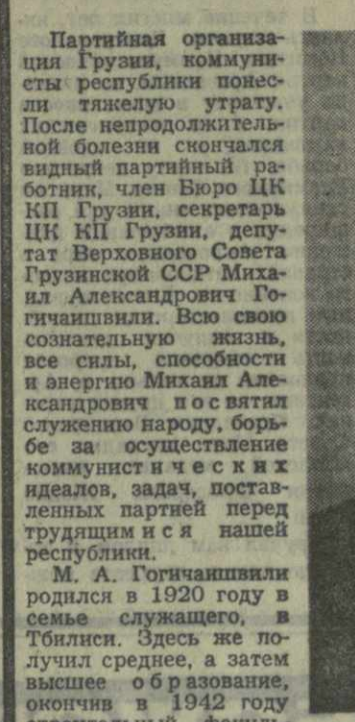 Партийная организа-
ция Грузии, коммуни-
сты республики понес-
ли тяжелую утрату.
После непродолжитель-
ной болезни скончался
видный партийный ра-
ботник, член Бюро ЦК
КП Грузии, секретарь
ЦК КП Грузии, депу-
тат Верховного Совета
Грузинской ССР Миха-
ил Александрович Го-
гичаишвили. Всю свою
сознательную жизнь,
все силы, способности
и энергию Михаил Але-
ксандрович посвятил
служению народу, борь-
бе за осуществление
коммунистических
идеалов, задач, постав-
ленных партией перед
трудящимися нашей
республики.
М. А. Гогичаишвили
родился в 1920 году в
семье служащего, в
Тбилиси. Здесь же по-
лучил среднее, а затем
высшее образование,
окончив в 1942 году